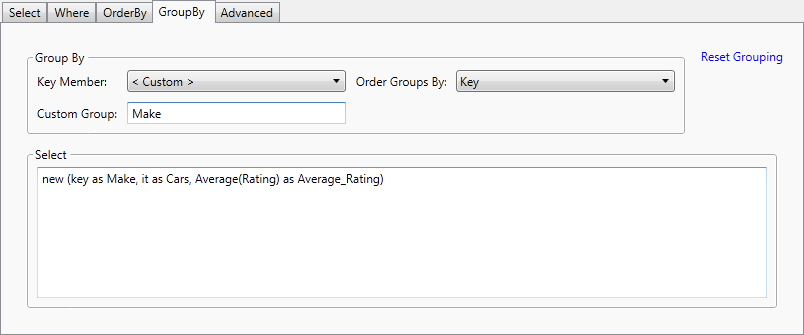 Select Where OrderBy GroupBy Advanced
Group By
Reset Grouping
Key Member: < Custom > Order Groups By: Key
Custom Group: Make
Select
new (key as Make, it as Cars, Average(Rating) as Average_Rating)